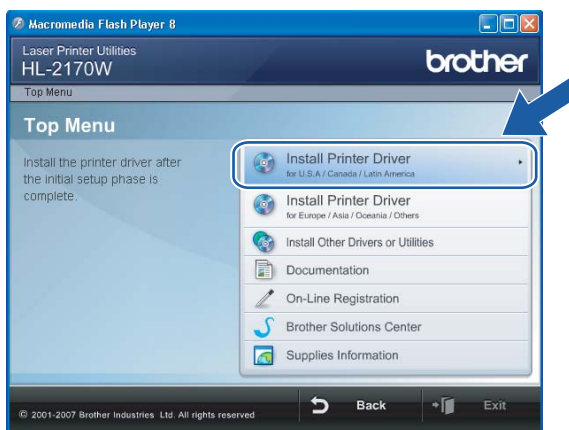 Macromedia Flash Player 8
Laser Printer Utilities
HL-2170W
brother
Top Menu
Top Menu
Install the printer driver after
the initial setup phase is
complete.
Install Printer Driver
for U.S.A / Canada / Latin America
Install Printer Driver
for Europe / Asia / Oceania / Others
Install Other Drivers or Utilities
Documentation
On-Line Registration
Brother Solutions Center
Supplies Information
© 2001-2007 Brother Industries Ltd. All rights reserved
Back
Exit